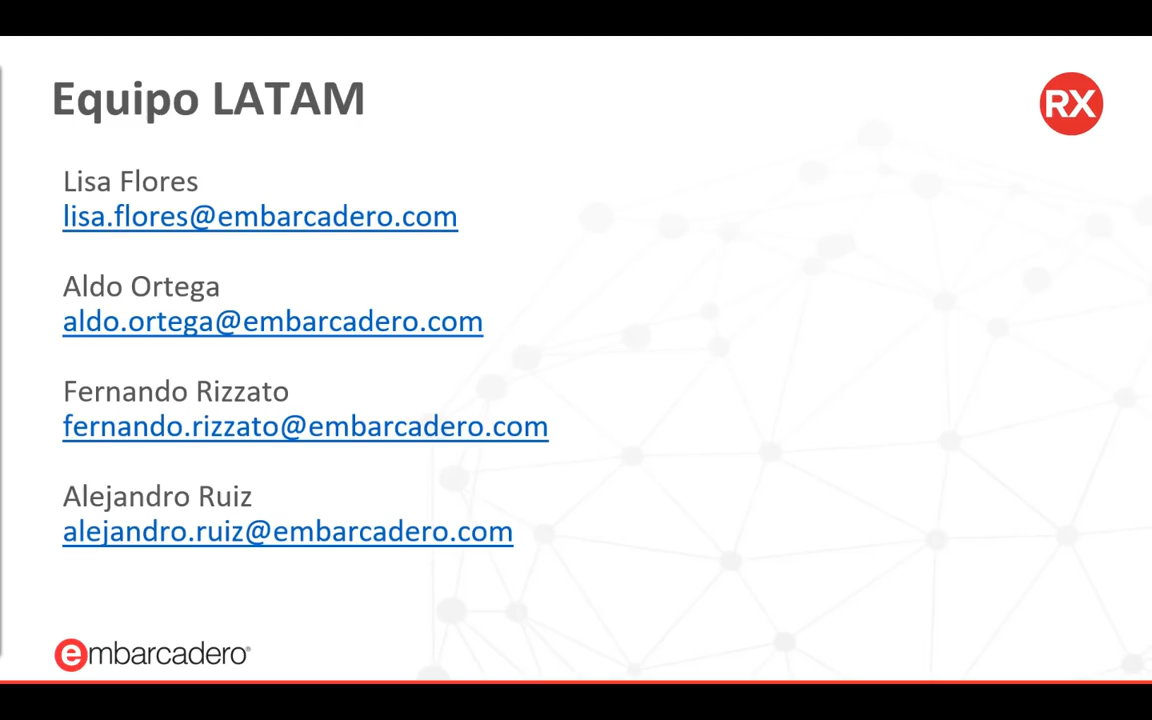 Equipo LATAM
RX
Lisa Flores
lisa.flores@embarcadero.com
Aldo Ortega
aldo.ortega@embarcadero.com
Fernando Rizzato
fernando.rizzato@embarcadero.com
Alejandro Ruiz
alejandro.ruiz@embarcadero.com
embarcadero®